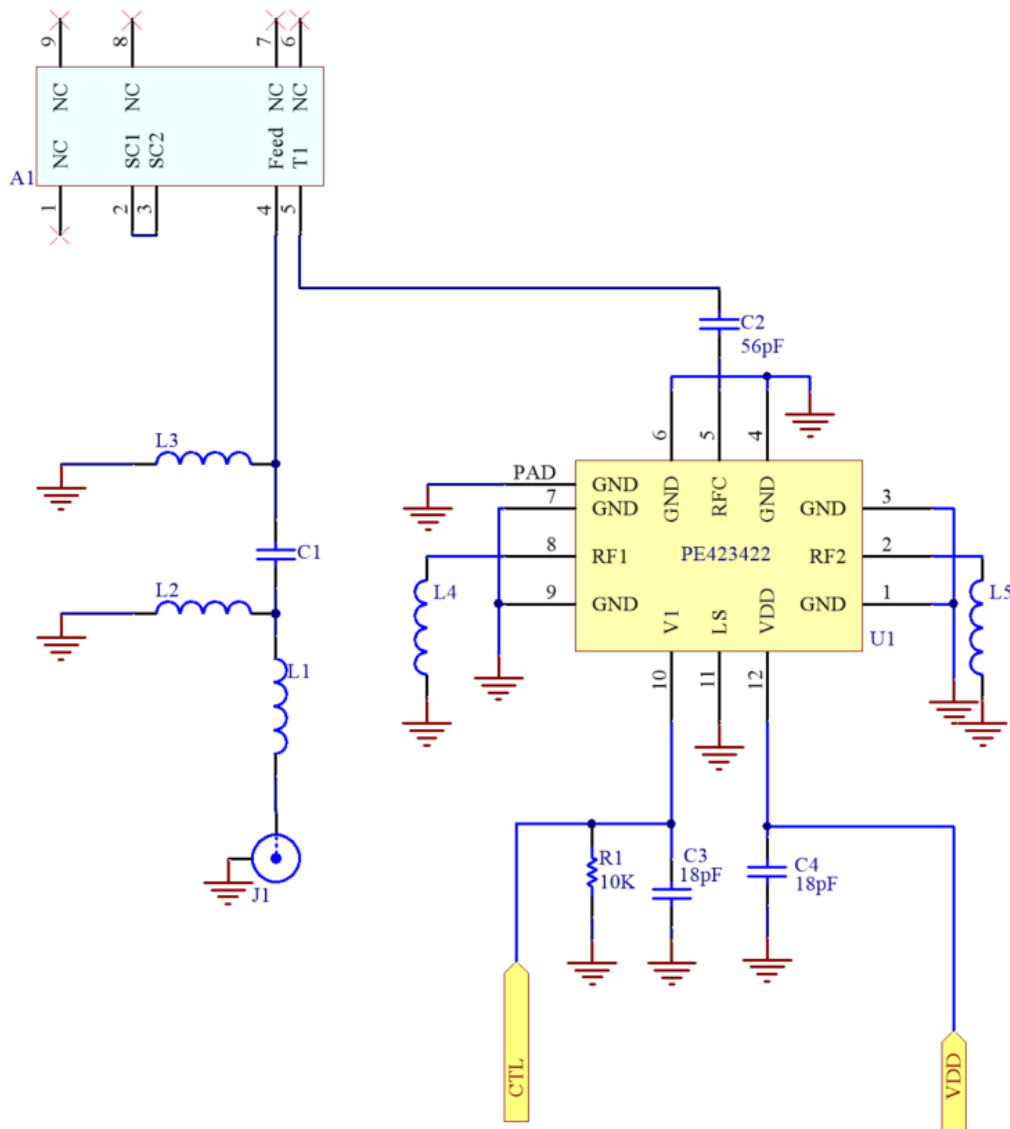 9
8
7
6
NC
NC
NC
NC
NC
SC1
SC2
Feed
T1
A1
1
2
3
4
5
C2
56pF
L3
C1
L2
L1
J1
6
5
4
PAD
GND
7
GND
GND
RFC
GND
GND
3
8
RF1
PE423422
RF2
2
L4
L5
9
GND
V1
LS
VDD
GND
1
U1
10
11
12
R1
10K
C3
18pF
C4
18pF
CTL
VDD